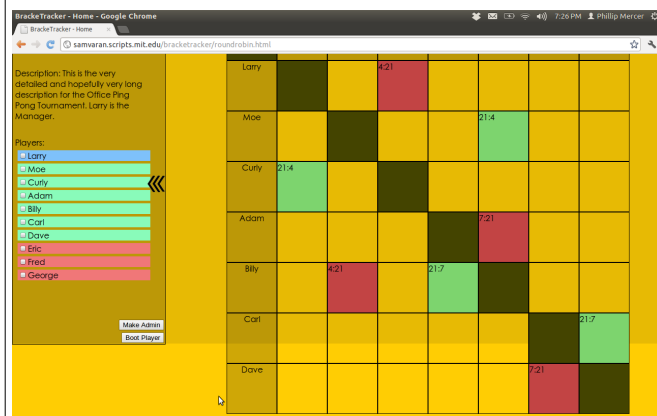 BrackeTracker - Home - Google Chrome
7:26 PM Phillip Mercer
BrackeTracker - Home
samvaran.scripts.mit.edu/bracketracker/roundrobin.html
Description: This is the very
detailed and hopefully very long
description for the Office Ping
Pong Tournament. Larry is the
Manager.
Players:
Larry
Moe
Curly
Adam
Billy
Carl
Dave
Eric
Fred
George
Make Admin
Boot Player
Larry 4:21
Moe 21:4
Curly 21:4
Adam 7:21
Billy 4:21 21:7
Carl 21:7
Dave 7:21